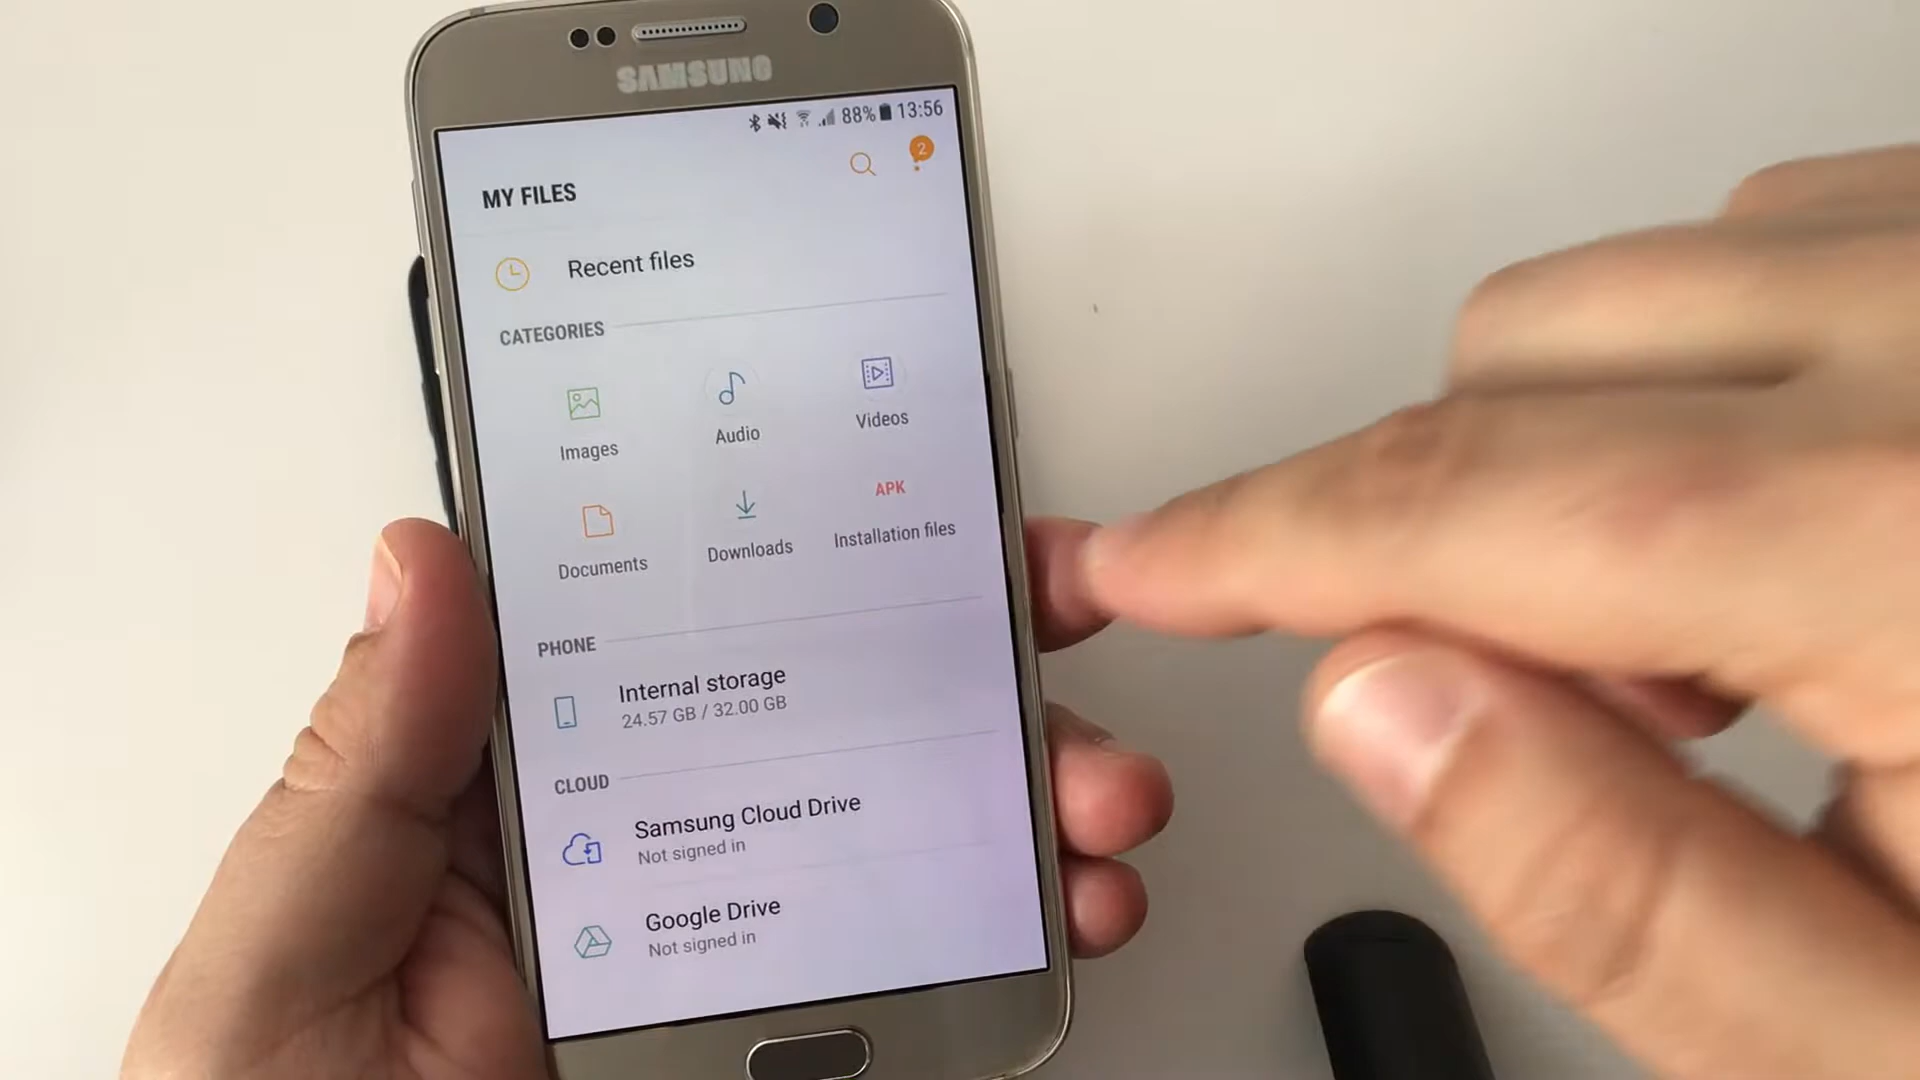 SAMSUNG
88% 13:56
2
MY FILES
Recent files
CATEGORIES
Images
Audio
Videos
Documents
Downloads
APK
Installation files
PHONE
Internal storage
24.57 GB / 32.00 GB
CLOUD
Samsung Cloud Drive
Not signed in
Google Drive
Not signed in